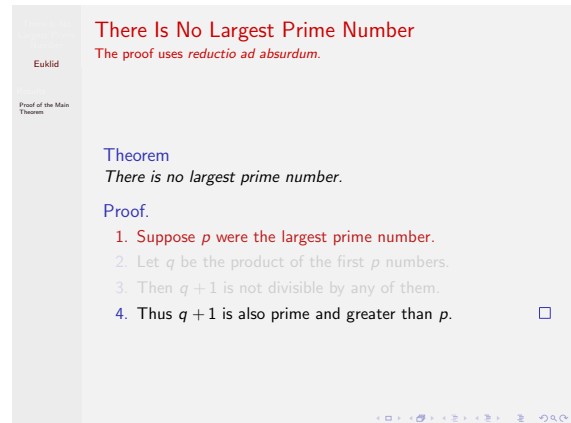 Euklid
Proof of the Main
Theorem
There Is No Largest Prime Number
The proof uses reductio ad absurdum.
Theorem
There is no largest prime number.
Proof.
1. Suppose p were the largest prime number.
2. Let q be the product of the first p numbers.
3. Then q + 1 is not divisible by any of them.
4. Thus q + 1 is also prime and greater than p.